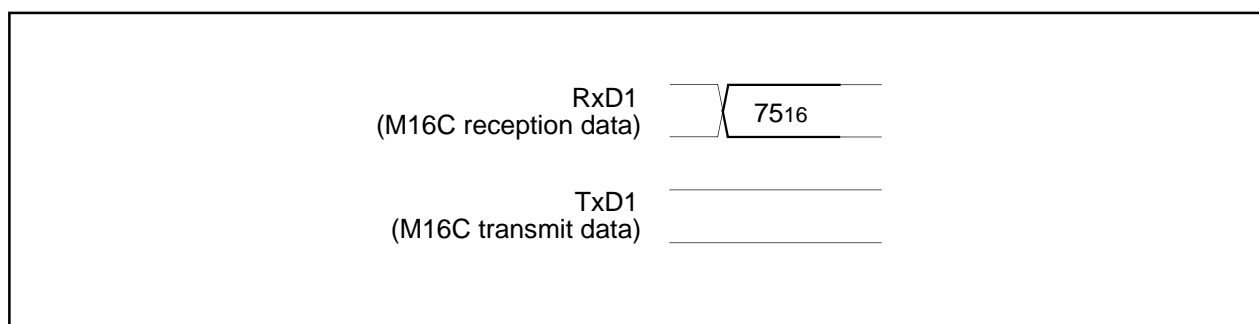 RxD1
(M16C reception data)
7516
TxD1
(M16C transmit data)